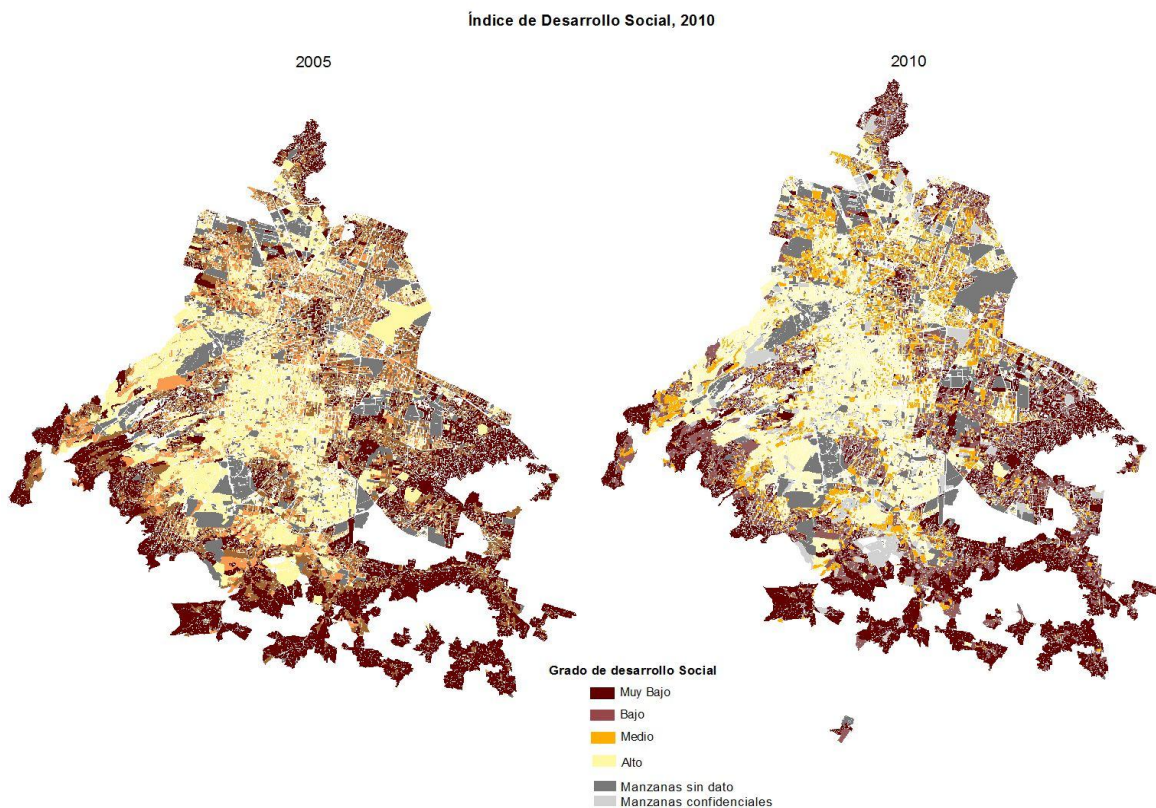 Índice de Desarrollo Social, 2010
2005
2010
Grado de desarrollo Social
Muy Bajo
Bajo
Medio
Alto
Manzanas sin dato
Manzanas confidenciales